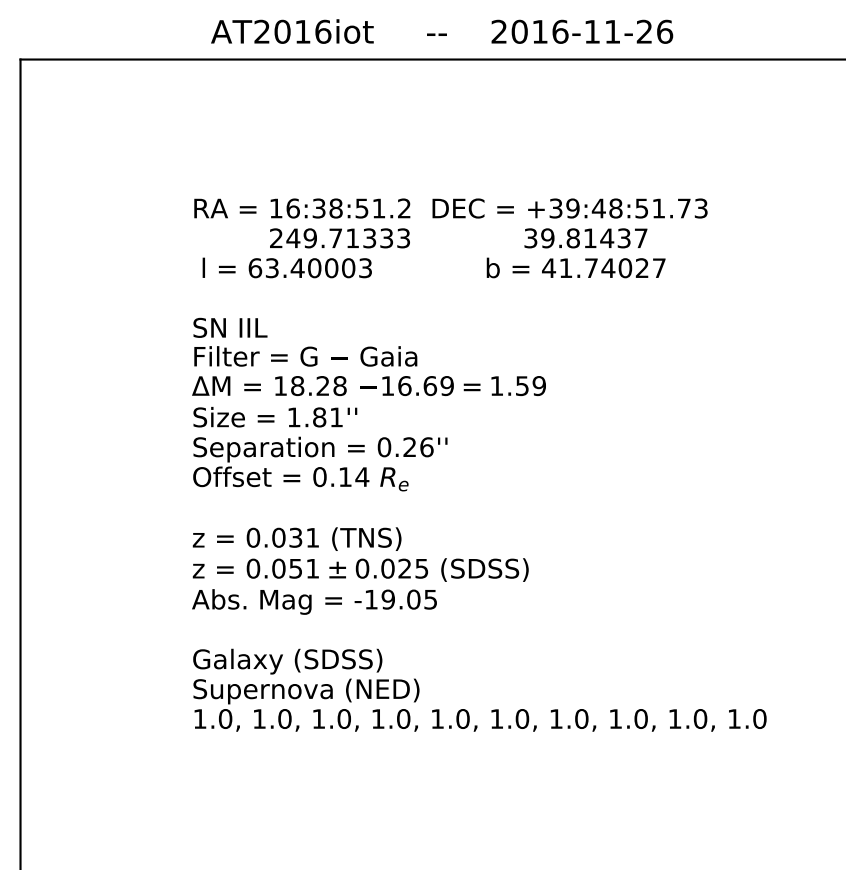 AT2016iot -- 2016-11-26
RA = 16:38:51.2 DEC = +39:48:51.73
249.71333 39.81437
l = 63.40003 b = 41.74027
SN IIL
Filter = G − Gaia
ΔM = 18.28 −16.69 = 1.59
Size = 1.81''
Separation = 0.26''
Offset = 0.14 Rₑ
z = 0.031 (TNS)
z = 0.051 ± 0.025 (SDSS)
Abs. Mag = -19.05
Galaxy (SDSS)
Supernova (NED)
1.0, 1.0, 1.0, 1.0, 1.0, 1.0, 1.0, 1.0, 1.0, 1.0